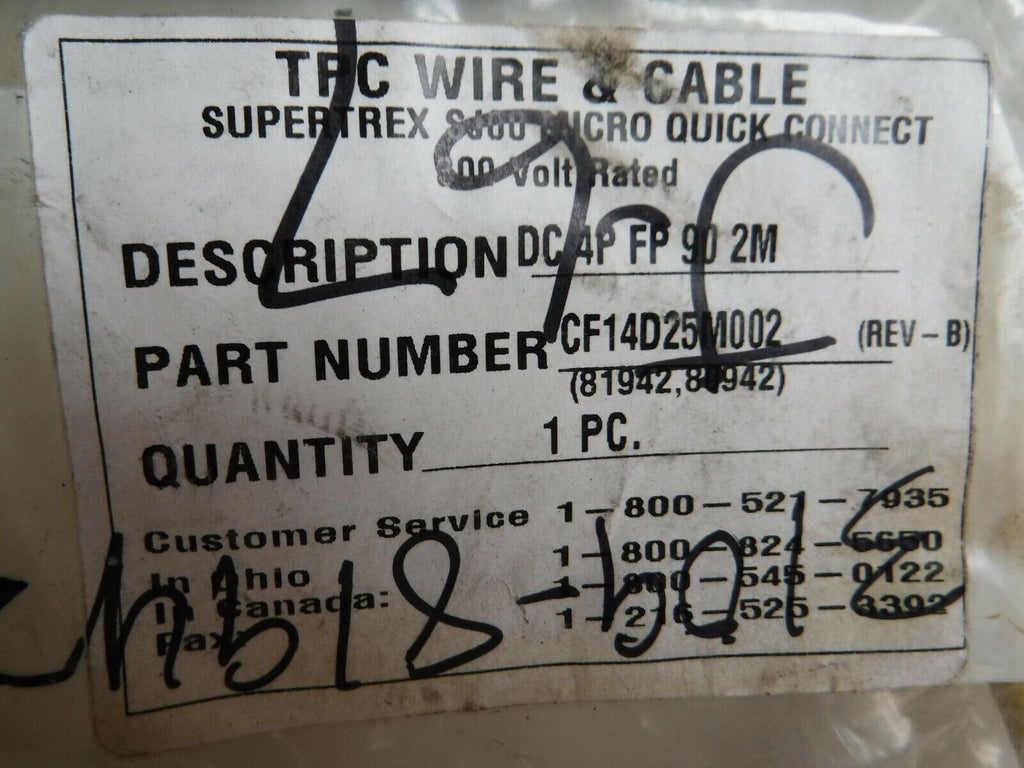 TPC WIRE & CABLE
SUPERTREX MICRO QUICK CONNECT
Volt Rated
DESCRIPTION DC 4P FP 90 2M
PART NUMBER CF14D25M002 (REV-B)
(81942,
QUANTITY 1 PC.
Customer Service 1-800-521-7935
In Ohio 1-800-824-5650
In Canada: 1-800-545-0122
Fax 1-216-525-3392